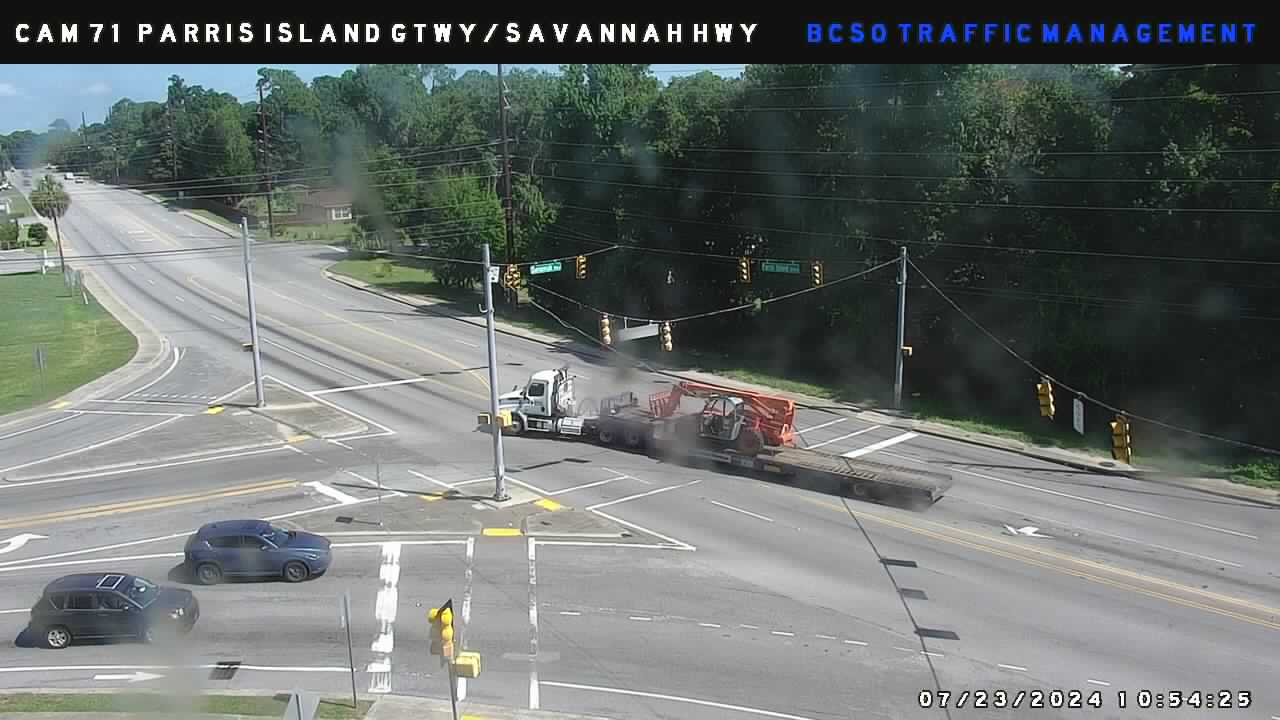 CAM 71 PARRIS ISLAND GTWY/SAVANNAH HWY BCSO TRAFFIC MANAGEMENT
07/23/2024 10:54:25